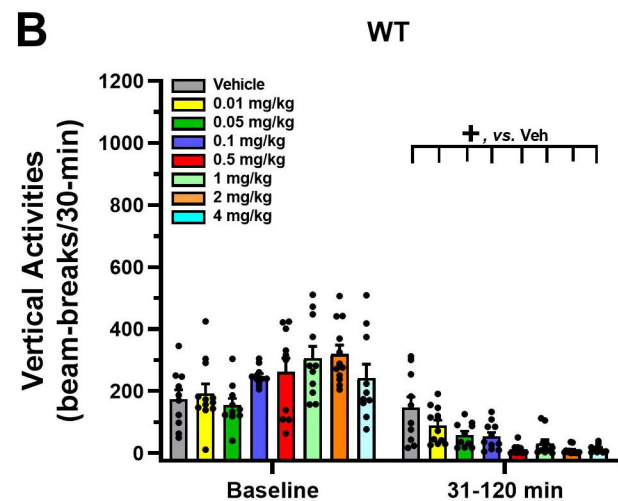 B
WT
Vertical Activities
(beam-breaks/30-min)
1200
1000
800
600
400
200
0
Vehicle
0.01 mg/kg
0.05 mg/kg
0.1 mg/kg
0.5 mg/kg
1 mg/kg
2 mg/kg
4 mg/kg
+, vs. Veh
Baseline
31-120 min